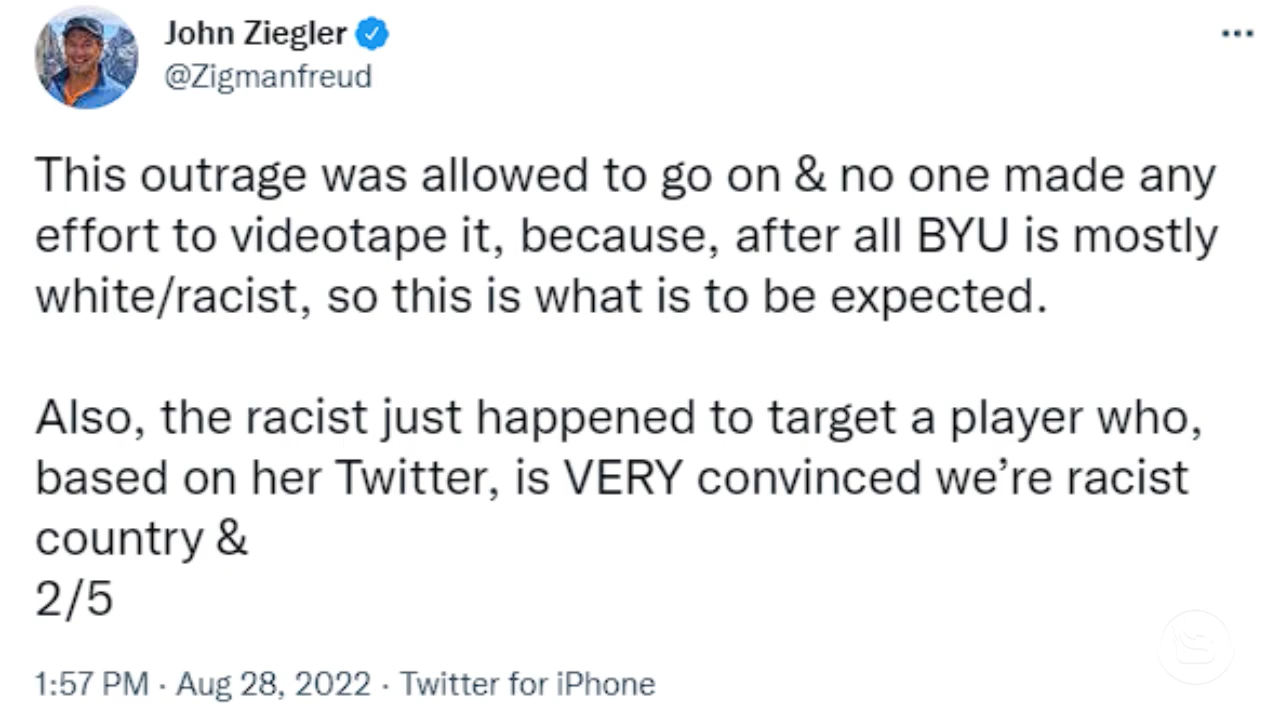 John Ziegler
@Zigmanfreud
This outrage was allowed to go on & no one made any
effort to videotape it, because, after all BYU is mostly
white/racist, so this is what is to be expected.
Also, the racist just happened to target a player who,
based on her Twitter, is VERY convinced we’re racist
country &
2/5
1:57 PM · Aug 28, 2022 · Twitter for iPhone